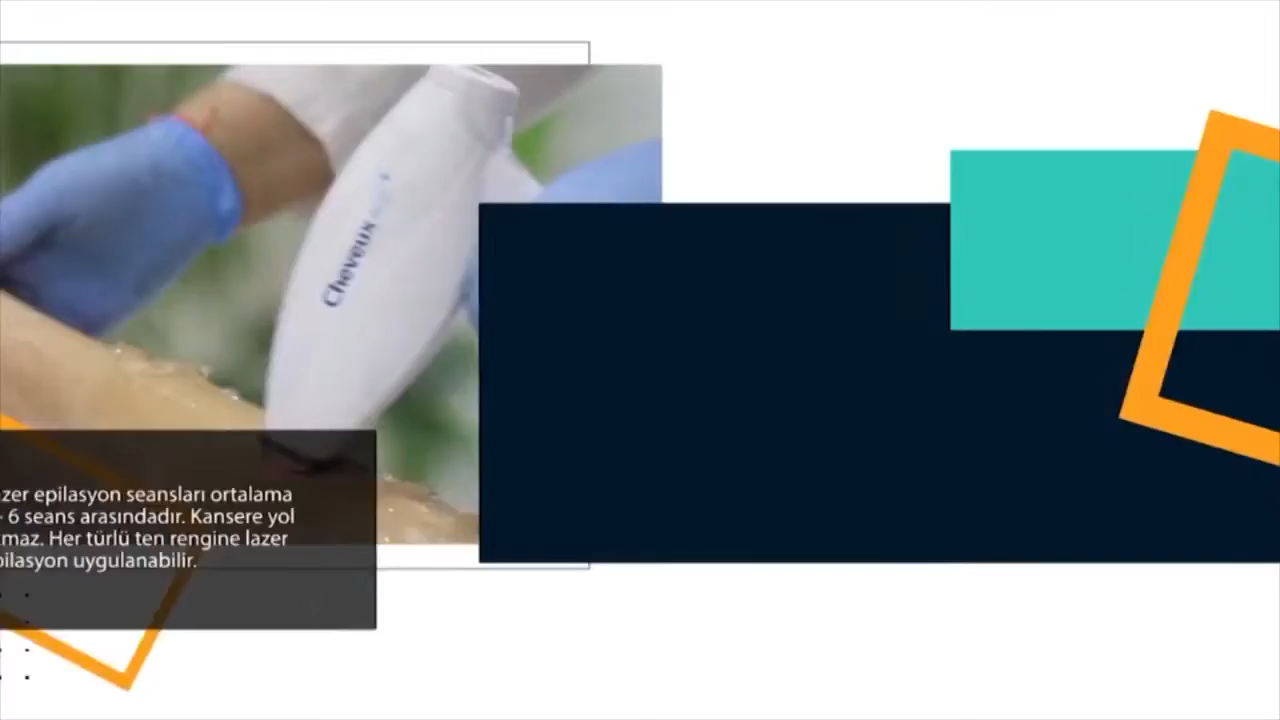 Cheveux
zer epilasyon seansları ortalama
- 6 seans arasındadır. Kansere yol
maz. Her türlü ten rengine lazer
pilasyon uygulanabilir.